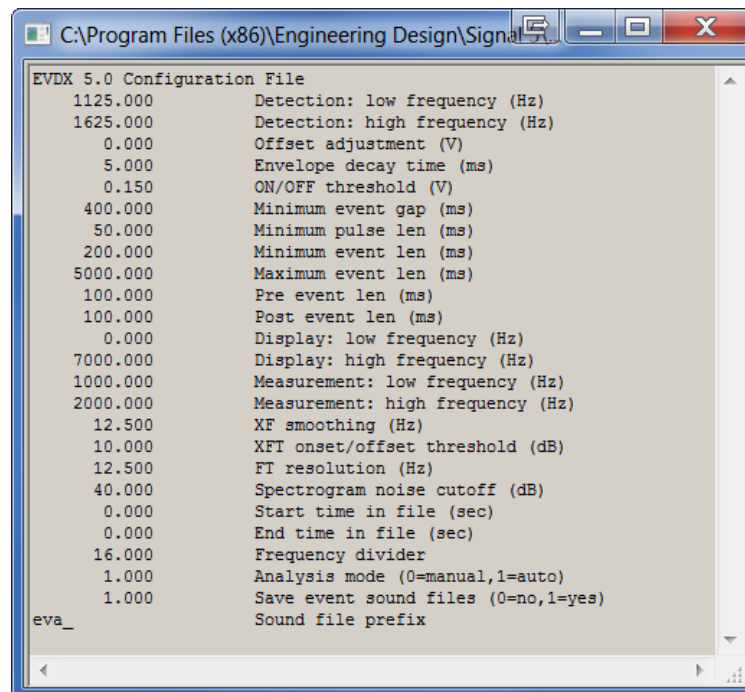 C:\Program Files (x86)\Engineering Design\Signal
EVDX 5.0 Configuration File
1125.000 Detection: low frequency (Hz)
1625.000 Detection: high frequency (Hz)
0.000 Offset adjustment (V)
5.000 Envelope decay time (ms)
0.150 ON/OFF threshold (V)
400.000 Minimum event gap (ms)
50.000 Minimum pulse len (ms)
200.000 Minimum event len (ms)
5000.000 Maximum event len (ms)
100.000 Pre event len (ms)
100.000 Post event len (ms)
0.000 Display: low frequency (Hz)
7000.000 Display: high frequency (Hz)
1000.000 Measurement: low frequency (Hz)
2000.000 Measurement: high frequency (Hz)
12.500 XF smoothing (Hz)
10.000 XFT onset/offset threshold (dB)
12.500 FT resolution (Hz)
40.000 Spectrogram noise cutoff (dB)
0.000 Start time in file (sec)
0.000 End time in file (sec)
16.000 Frequency divider
1.000 Analysis mode (0=manual,1=auto)
1.000 Save event sound files (0=no,1=yes)
eva_ Sound file prefix